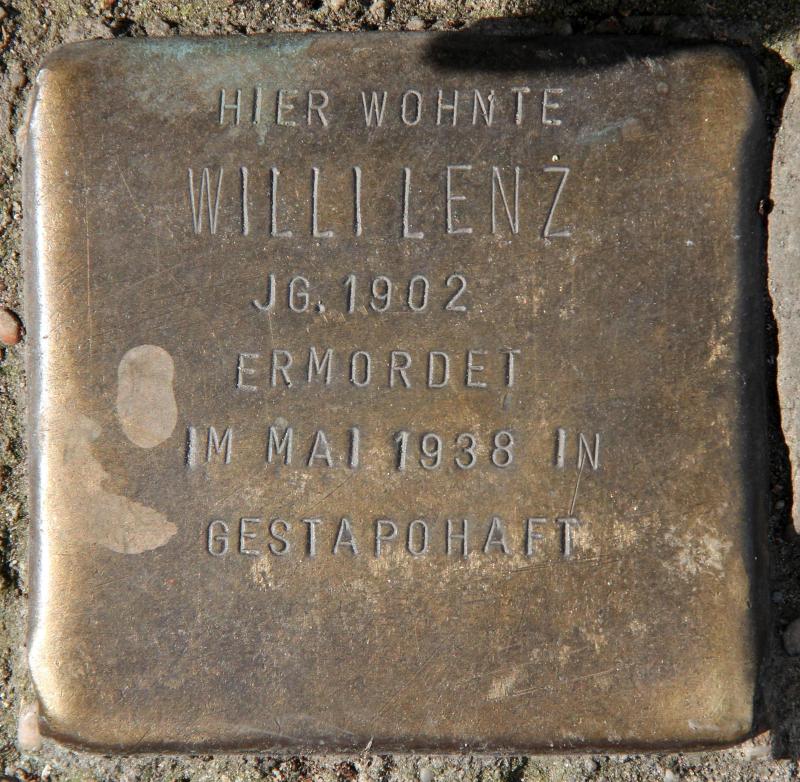 HIER WOHNTE
WILLI LENZ
JG. 1902
ERMORDET
IM MAI 1938 IN
GESTAPOHAFT